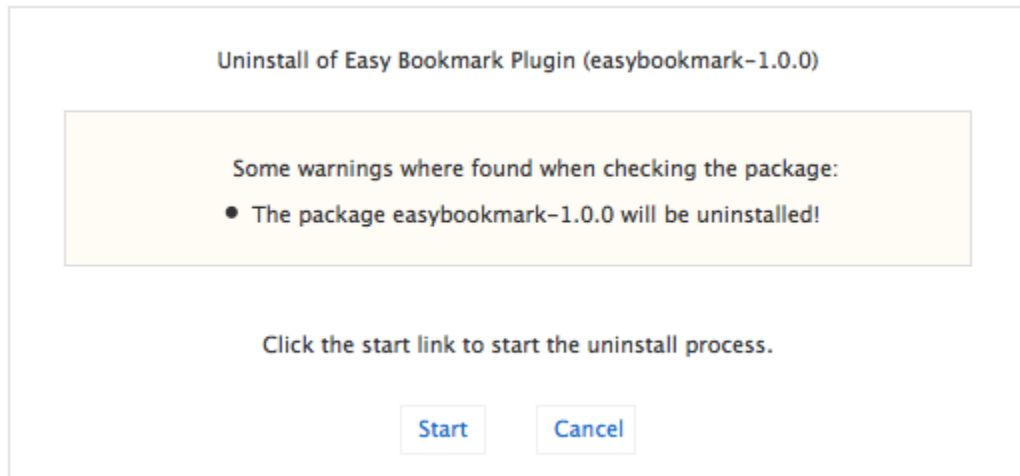 Uninstall of Easy Bookmark Plugin (easybookmark-1.0.0)
Some warnings where found when checking the package:
• The package easybookmark-1.0.0 will be uninstalled!
Click the start link to start the uninstall process.
Start Cancel